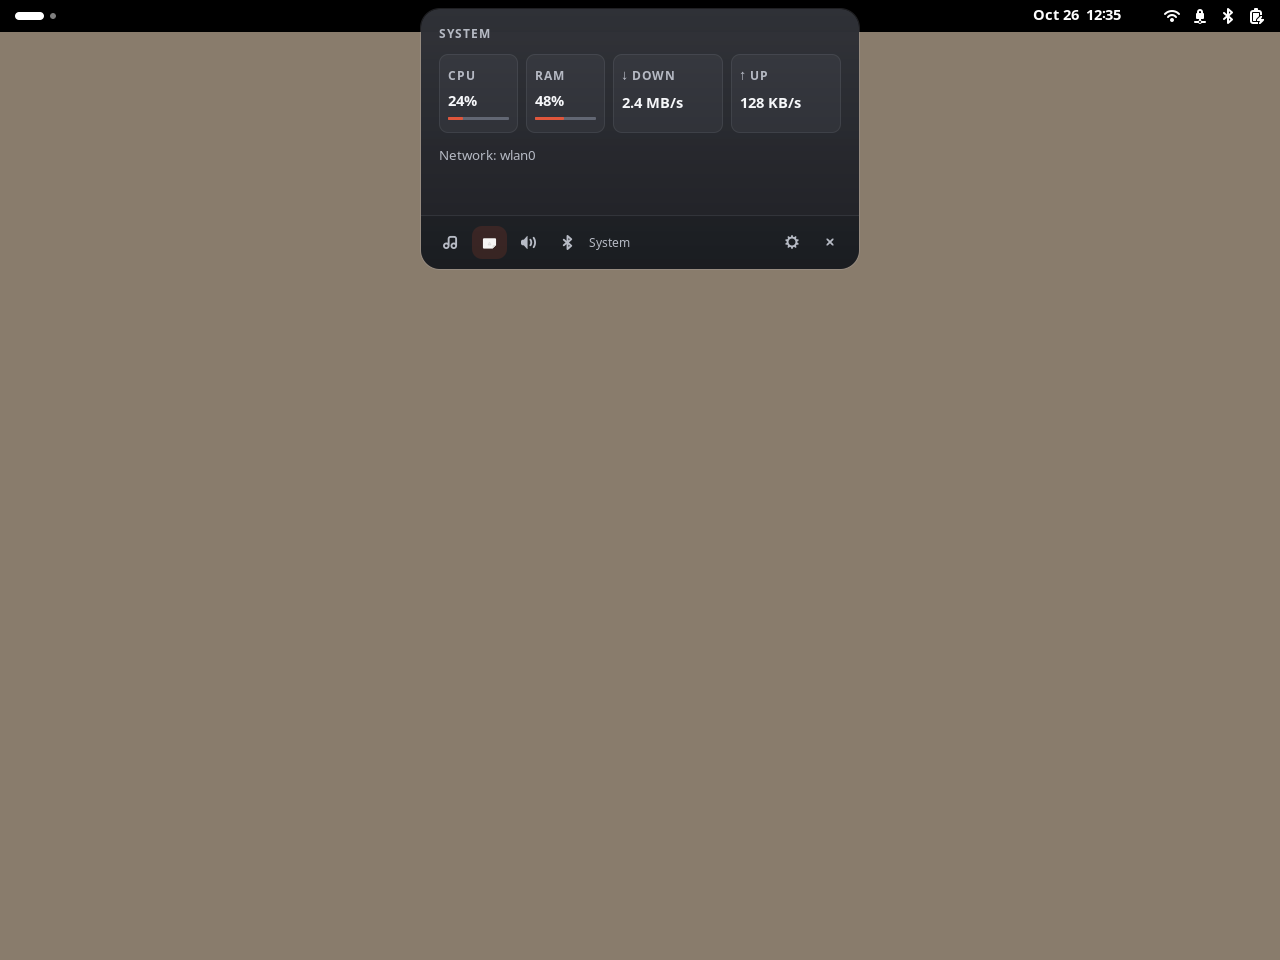 Oct 26 12:35
SYSTEM
CPU
24%
RAM
48%
↓ DOWN
2.4 MB/s
↑ UP
128 KB/s
Network: wlan0
System